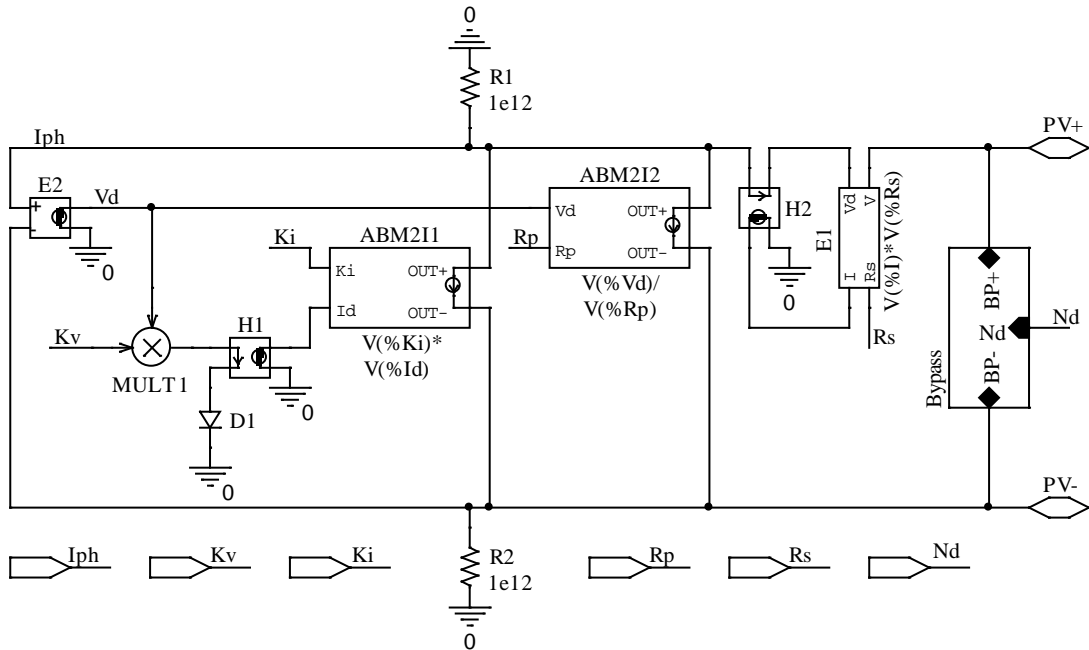 0
R1
1e12
Iph
PV+
E2
Vd
ABM2I2
+
-
Vd
OUT+
Rp
Rp
OUT-
V(%Vd)/
V(%Rp)
H2
0
Vd
V
I
Rs
E1
V(%I)*V(%Rs)
Rs
0
Ki
ABM2I1
Ki
OUT+
Id
OUT-
V(%Ki)*
V(%Id)
BP+
Nd
BP-
Nd
Bypass
Kv
MULT1
H1
0
D1
0
PV-
Iph
Kv
Ki
R2
1e12
Rp
Rs
Nd
0